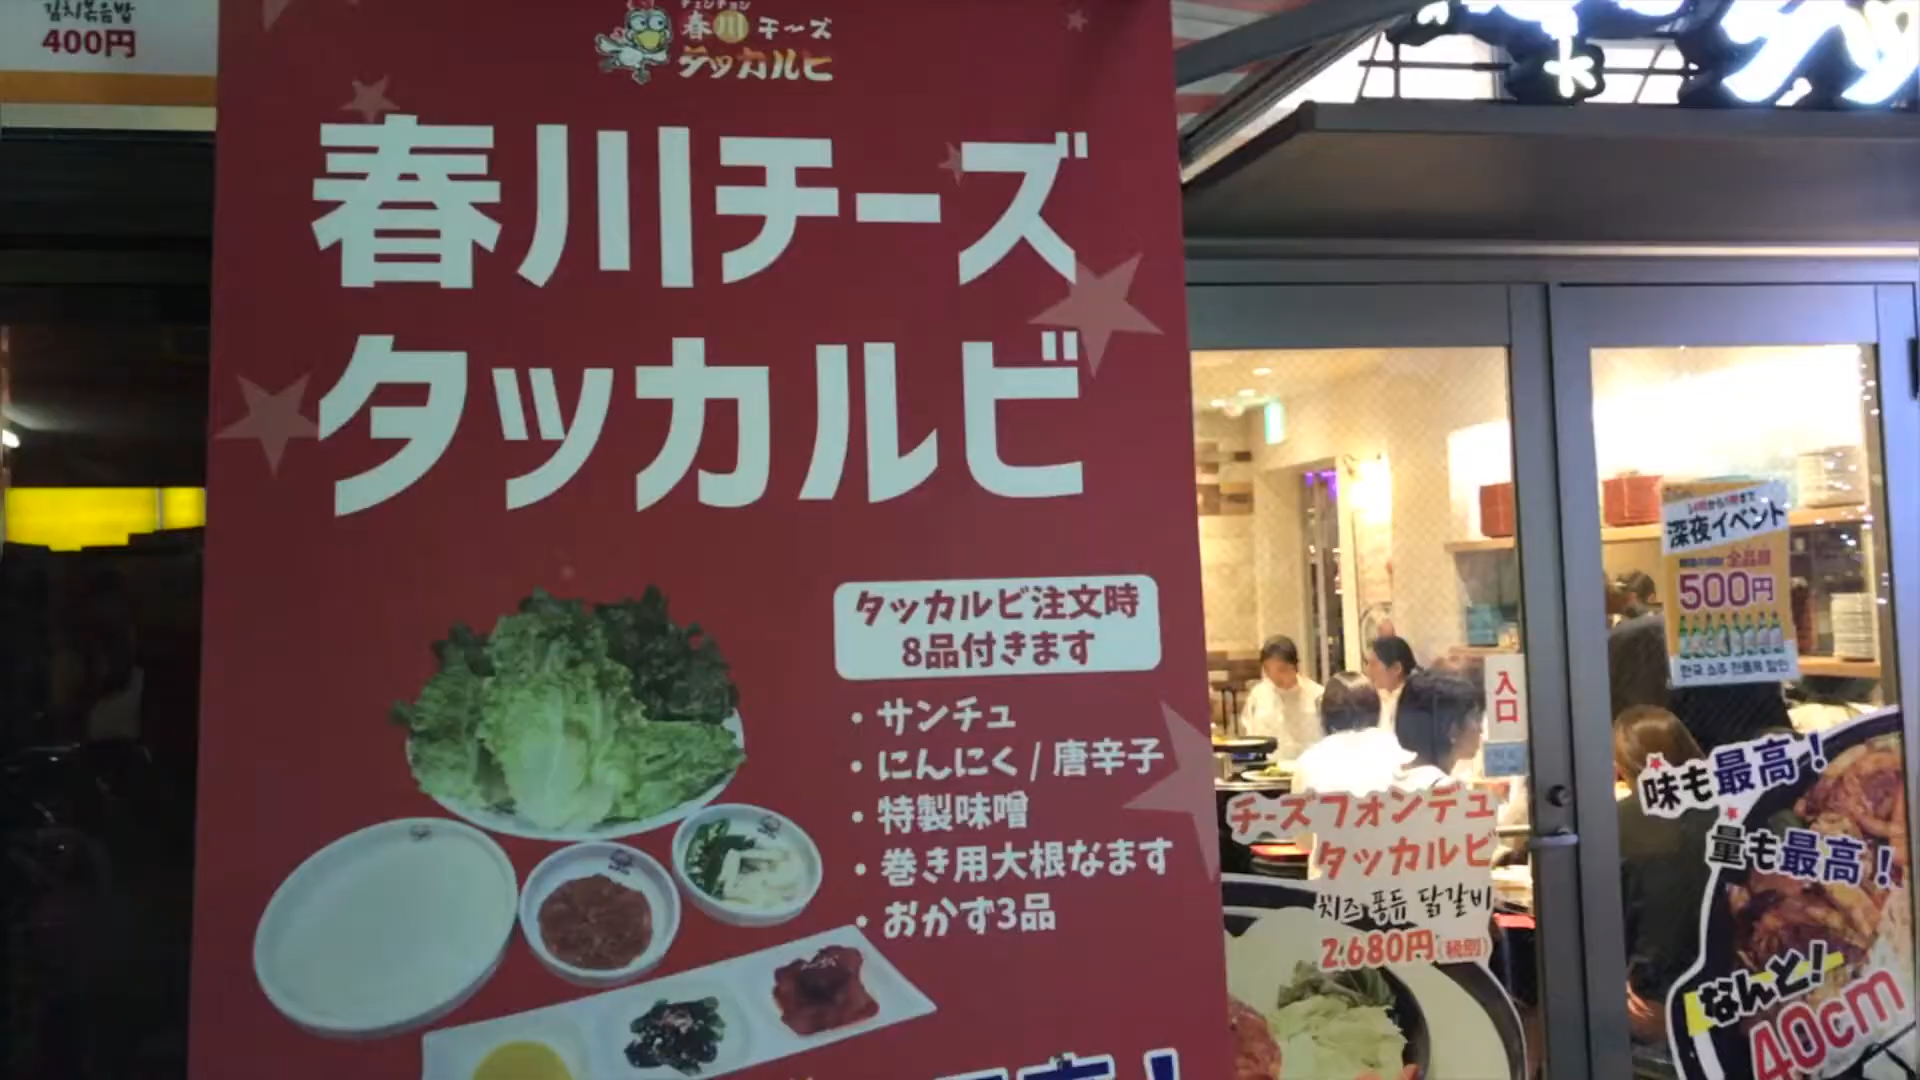 김치볶음밥
400円
チュンチョン
春川チーズ
タッカルビ
春川チーズ
タッカルビ
タッカルビ注文時
8品付きます
・サンチュ
・にんにく / 唐辛子
・特製味噌
・巻き用大根なます
・おかず3品
入口
深夜イベント
全品目
500円
チーズフォンデュ
タッカルビ
치즈 퐁듀 닭갈비
2,680円(税別)
味も最高!
量も最高!
なんと!
40cm